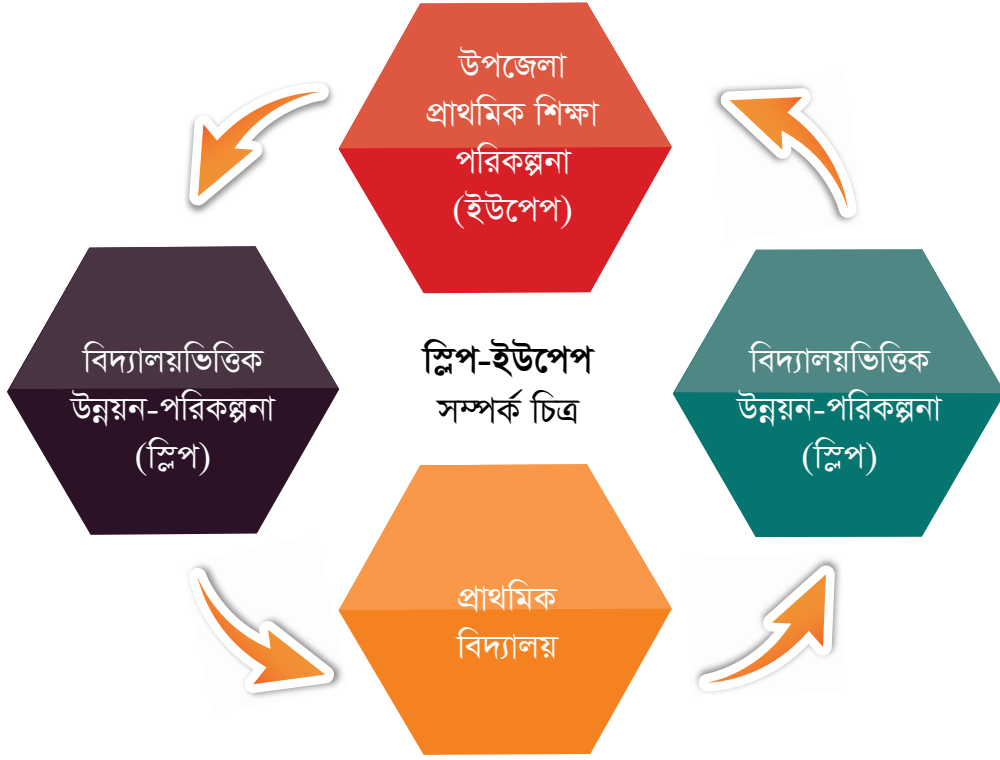 উপজেলা
প্রাথমিক শিক্ষা
পরিকল্পনা
(ইউপেপ)
বিদ্যালয়ভিত্তিক
উন্নয়ন-পরিকল্পনা
(স্লিপ)
স্লিপ-ইউপেপ
সম্পর্ক চিত্র
বিদ্যালয়ভিত্তিক
উন্নয়ন-পরিকল্পনা
(স্লিপ)
প্রাথমিক
বিদ্যালয়